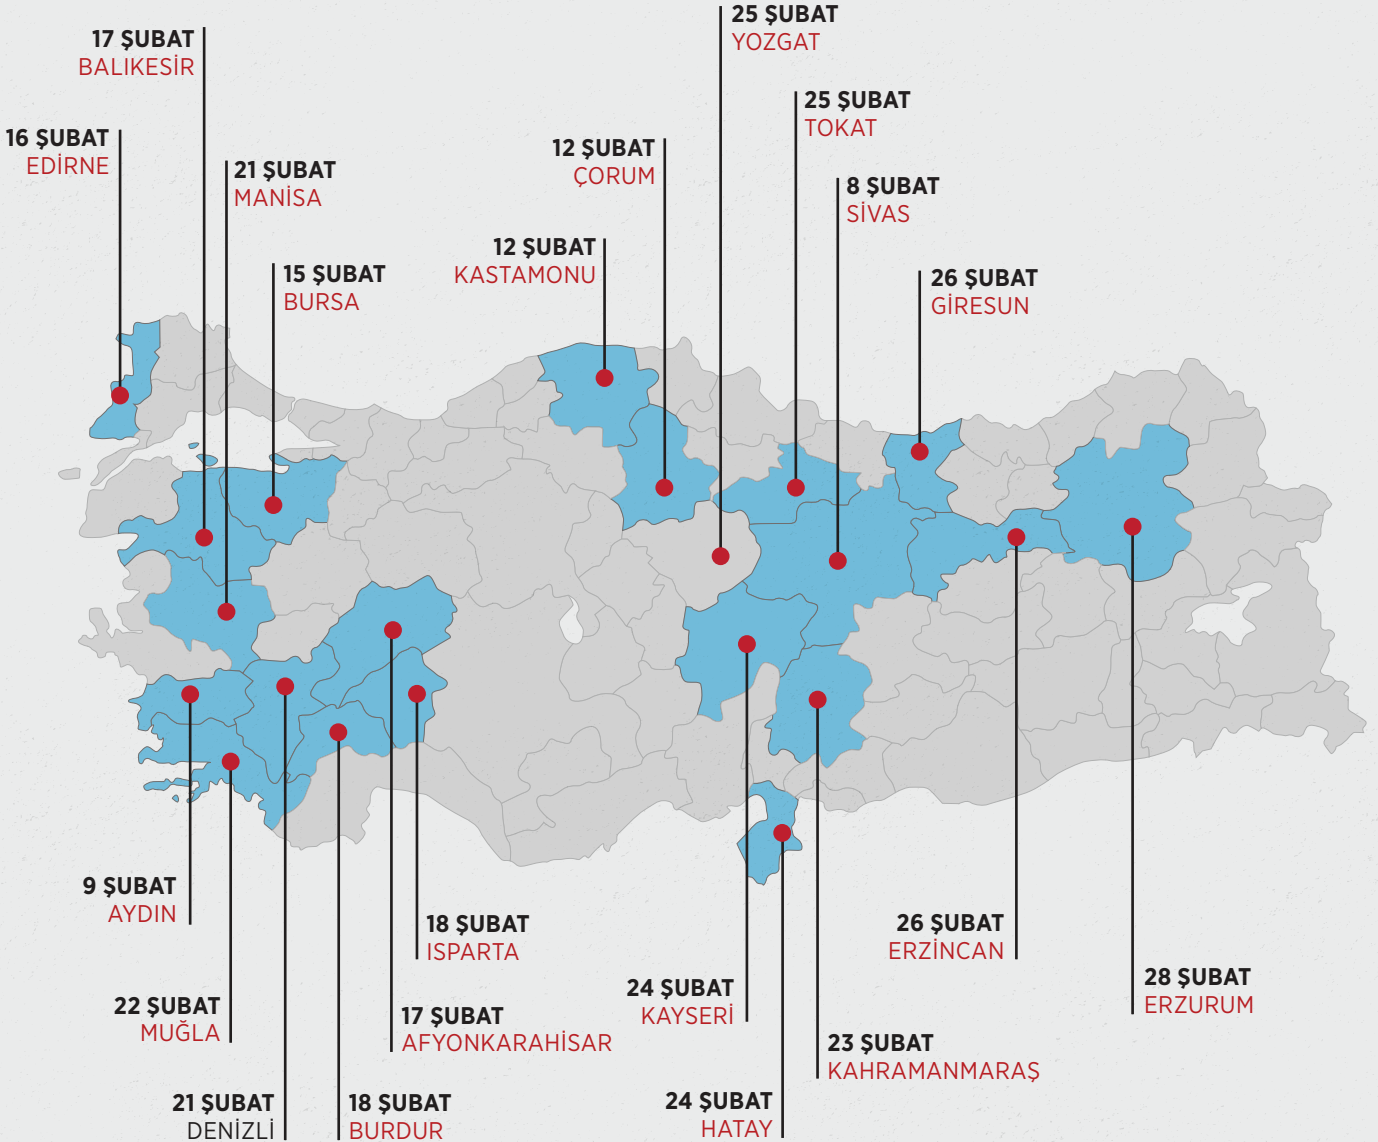 25 ŞUBAT
YOZGAT
17 ŞUBAT
BALIKESİR
25 ŞUBAT
TOKAT
16 ŞUBAT
EDİRNE
12 ŞUBAT
ÇORUM
21 ŞUBAT
MANİSA
8 ŞUBAT
SİVAS
12 ŞUBAT
KASTAMONU
15 ŞUBAT
BURSA
26 ŞUBAT
GİRESUN
9 ŞUBAT
AYDIN
18 ŞUBAT
ISPARTA
26 ŞUBAT
ERZİNCAN
28 ŞUBAT
ERZURUM
24 ŞUBAT
KAYSERİ
22 ŞUBAT
MUĞLA
17 ŞUBAT
AFYONKARAHİSAR
23 ŞUBAT
KAHRAMANMARAŞ
21 ŞUBAT
DENİZLİ
18 ŞUBAT
BURDUR
24 ŞUBAT
HATAY